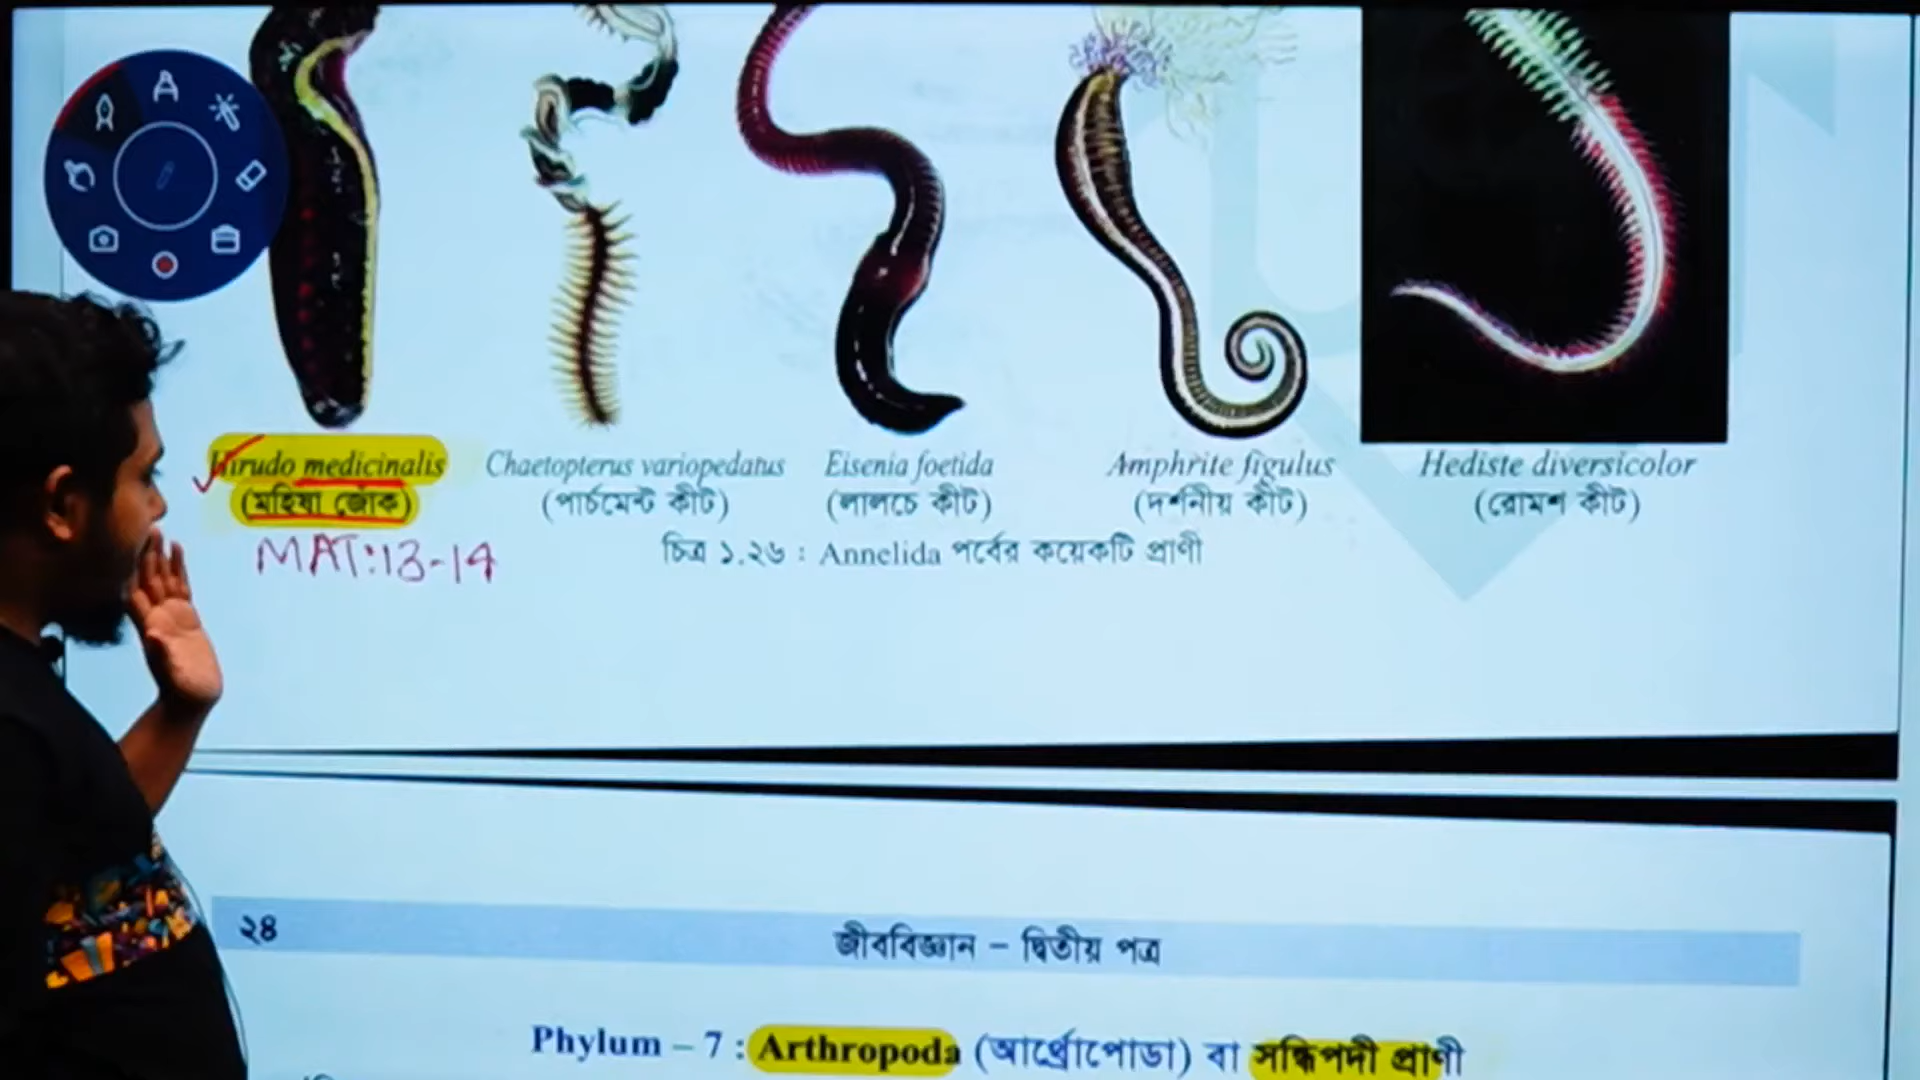 Hirudo medicinalis Chaetopterus variopedatus Eisenia foetida Amphrite figulus Hediste diversicolor
(মহিষা জোঁক) (পার্চমেন্ট কীট) (লালচে কীট) (দর্শনীয় কীট) (রোমশ কীট)
MAT:13-14
চিত্র ১.২৬ : Annelida পর্বের কয়েকটি প্রাণী
২৪ জীববিজ্ঞান – দ্বিতীয় পত্র
Phylum – 7 : Arthropoda (আর্থ্রোপোডা) বা সন্ধিপদী প্রাণী